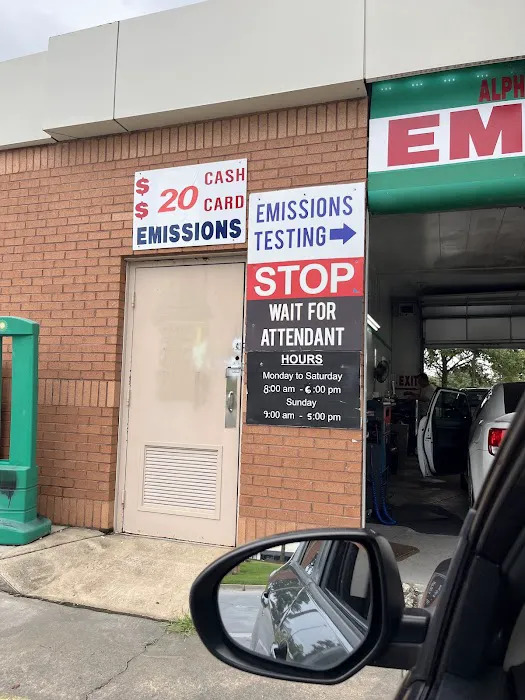 $ 20 CASH
$ CARD
EMISSIONS
EMISSIONS
TESTING
STOP
WAIT FOR
ATTENDANT
HOURS
Monday to Saturday
8:00 am - 6:00 pm
Sunday
9:00 am - 5:00 pm
ALPH
EM
EXIT